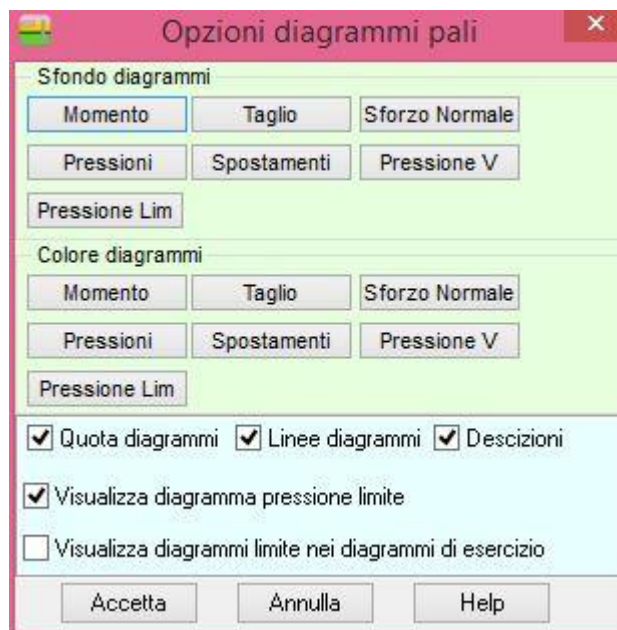 Opzioni diagrammi pali
Sfondo diagrammi
Momento Taglio Sforzo Normale
Pressioni Spostamenti Pressione V
Pressione Lim
Colore diagrammi
Momento Taglio Sforzo Normale
Pressioni Spostamenti Pressione V
Pressione Lim
Quota diagrammi Linee diagrammi Descizioni
Visualizza diagramma pressione limite
Visualizza diagrammi limite nei diagrammi di esercizio
Accetta Annulla Help